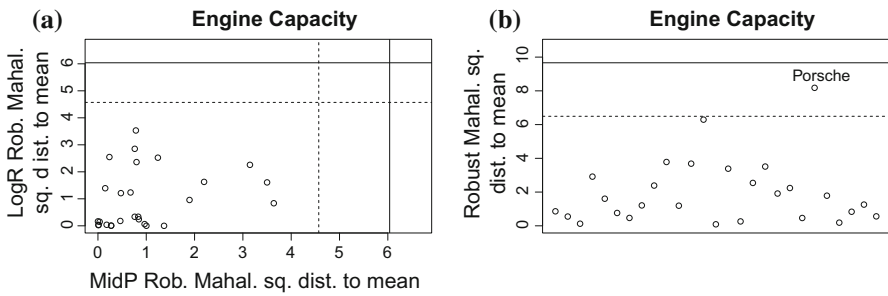 (a)
Engine Capacity
LogR Rob. Mahal.
sq. d ist. to mean
6
5
4
3
2
1
0
0
1
2
3
4
5
6
MidP Rob. Mahal. sq. dist. to mean
(b)
Engine Capacity
Robust Mahal. sq.
dist. to mean
10
8
6
4
2
0
Porsche